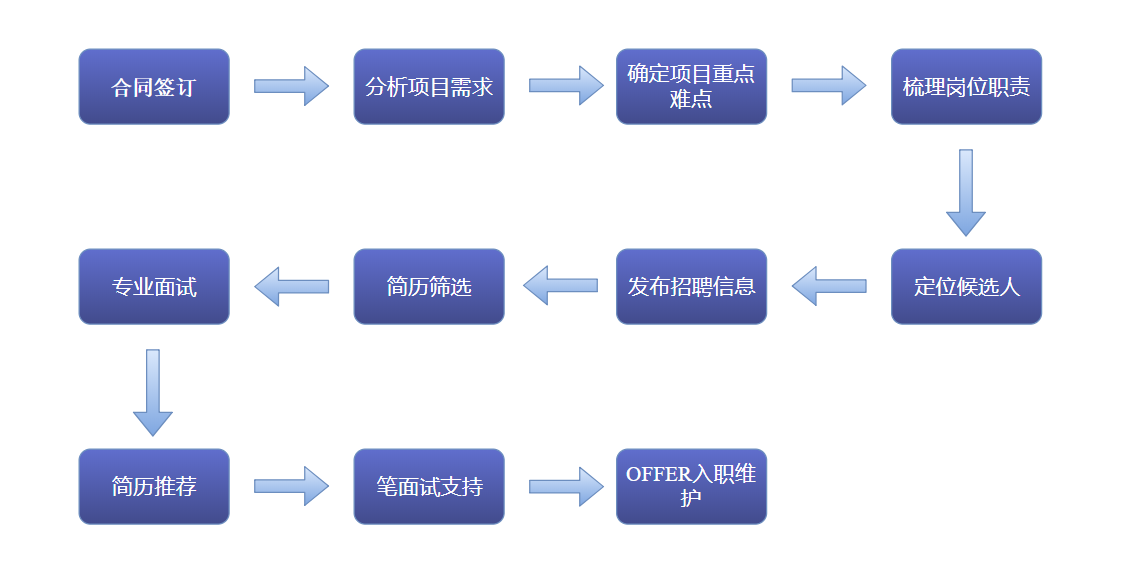 合同签订
分析项目需求
确定项目重点
难点
梳理岗位职责
定位候选人
发布招聘信息
简历筛选
专业面试
简历推荐
笔面试支持
OFFER入职维
护